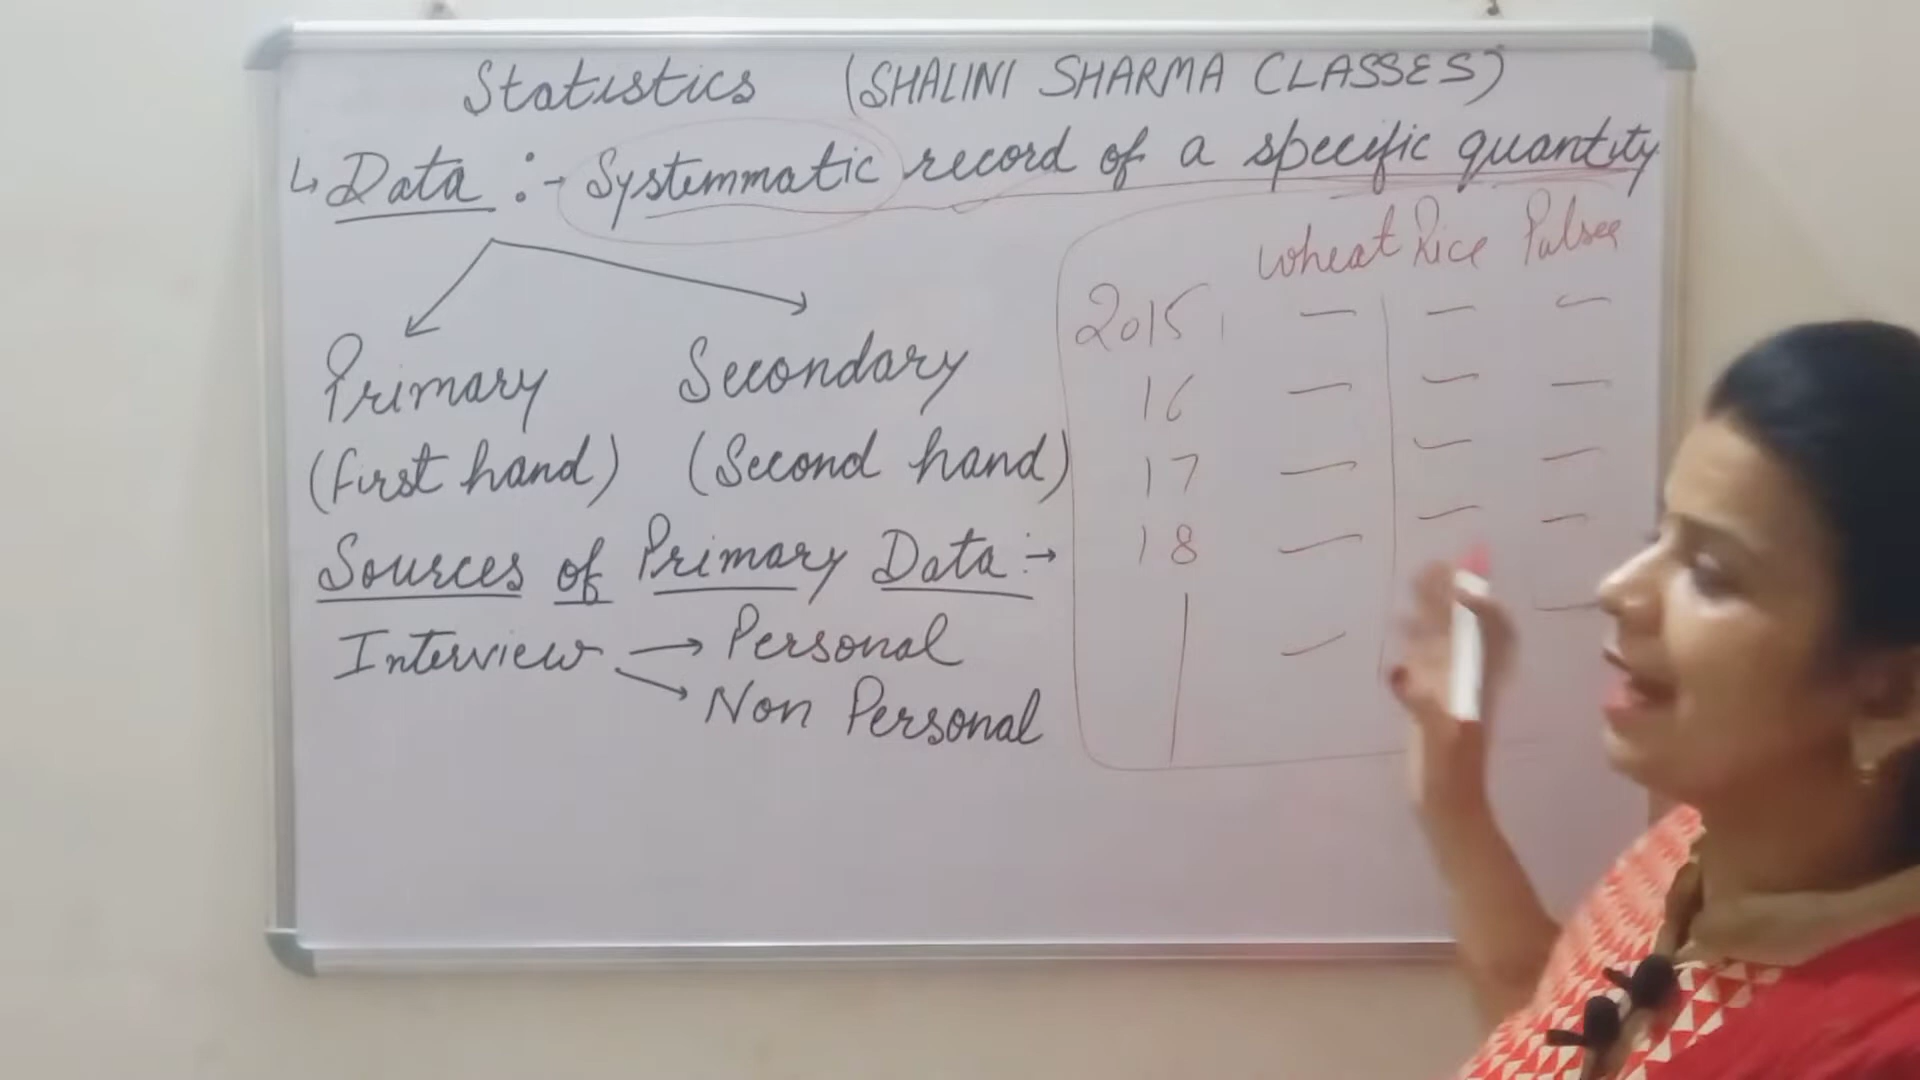 Statistics (SHALINI SHARMA CLASSES)
↳ Data :- Systemmatic record of a specific quantity
Wheat Rice Pulses
2015
16
17
18
Primary Secondary
(first hand) (Second hand)
Sources of Primary Data :→
Interview → Personal
→ Non Personal